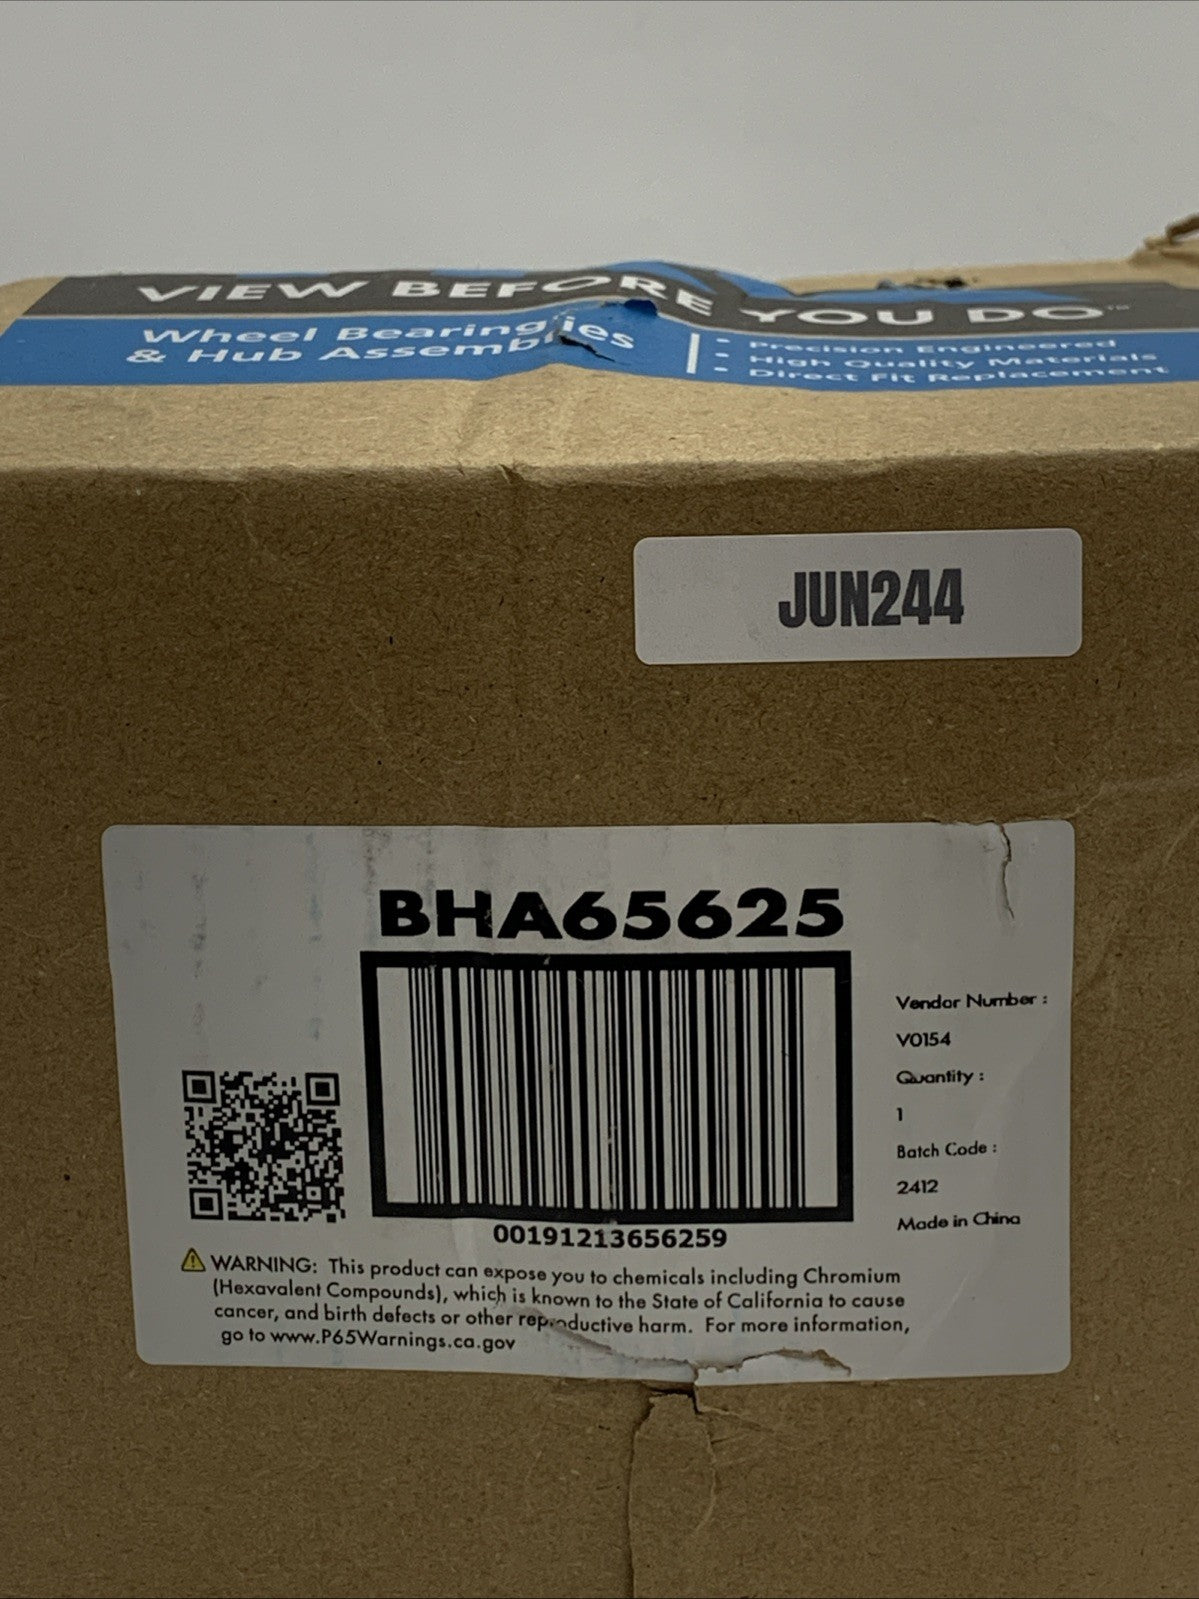 VIEW BEFORE YOU DO™
Wheel Bearing
& Hub Assemblies
• Precision Engineered
• High Quality Materials
• Direct Fit Replacement
JUN244
BHA65625
Vendor Number :
V0154
Quantity :
1
Batch Code :
2412
Made in China
00191213656259
WARNING: This product can expose you to chemicals including Chromium
(Hexavalent Compounds), which is known to the State of California to cause
cancer, and birth defects or other reproductive harm. For more information,
go to www.P65Warnings.ca.gov